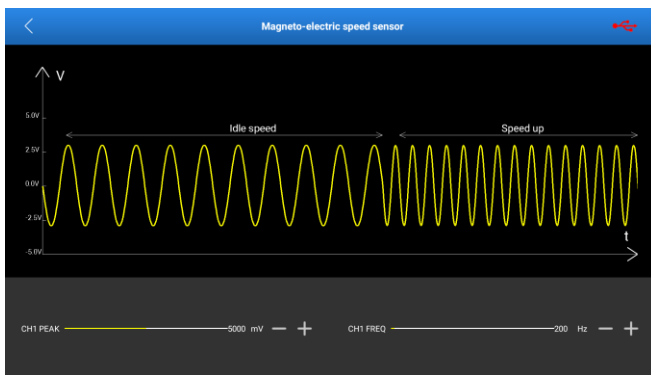 Magneto-electric speed sensor
V
5.0V
Idle speed
Speed up
2.5V
0.0V
-2.5V
t
-5.0V
CH1 PEAK 5000 mV CH1 FREQ 200 Hz